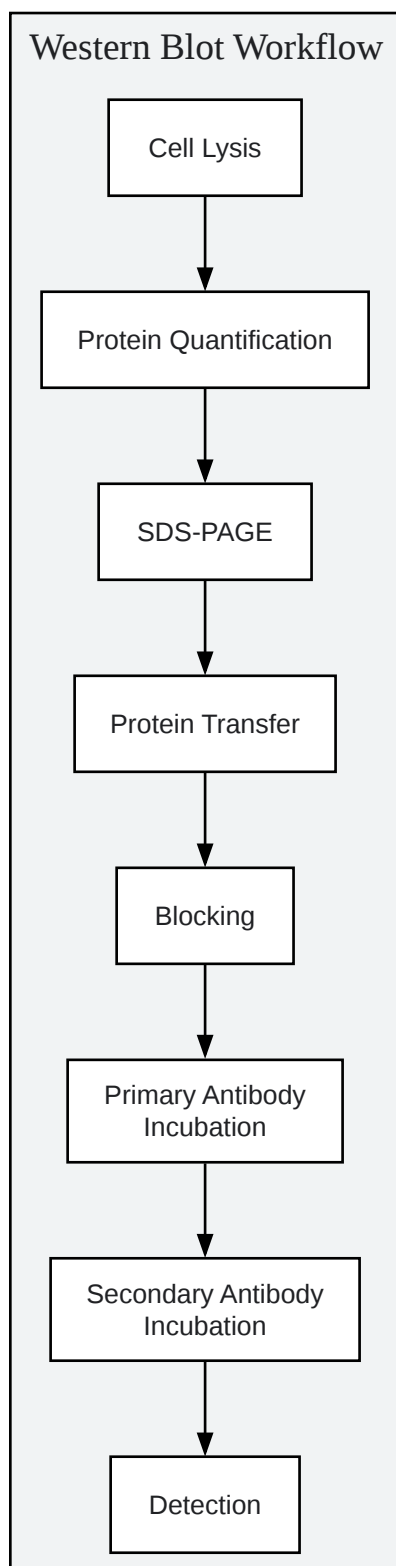 Western Blot Workflow
Cell Lysis
Protein Quantification
SDS-PAGE
Protein Transfer
Blocking
Primary Antibody
Incubation
Secondary Antibody
Incubation
Detection